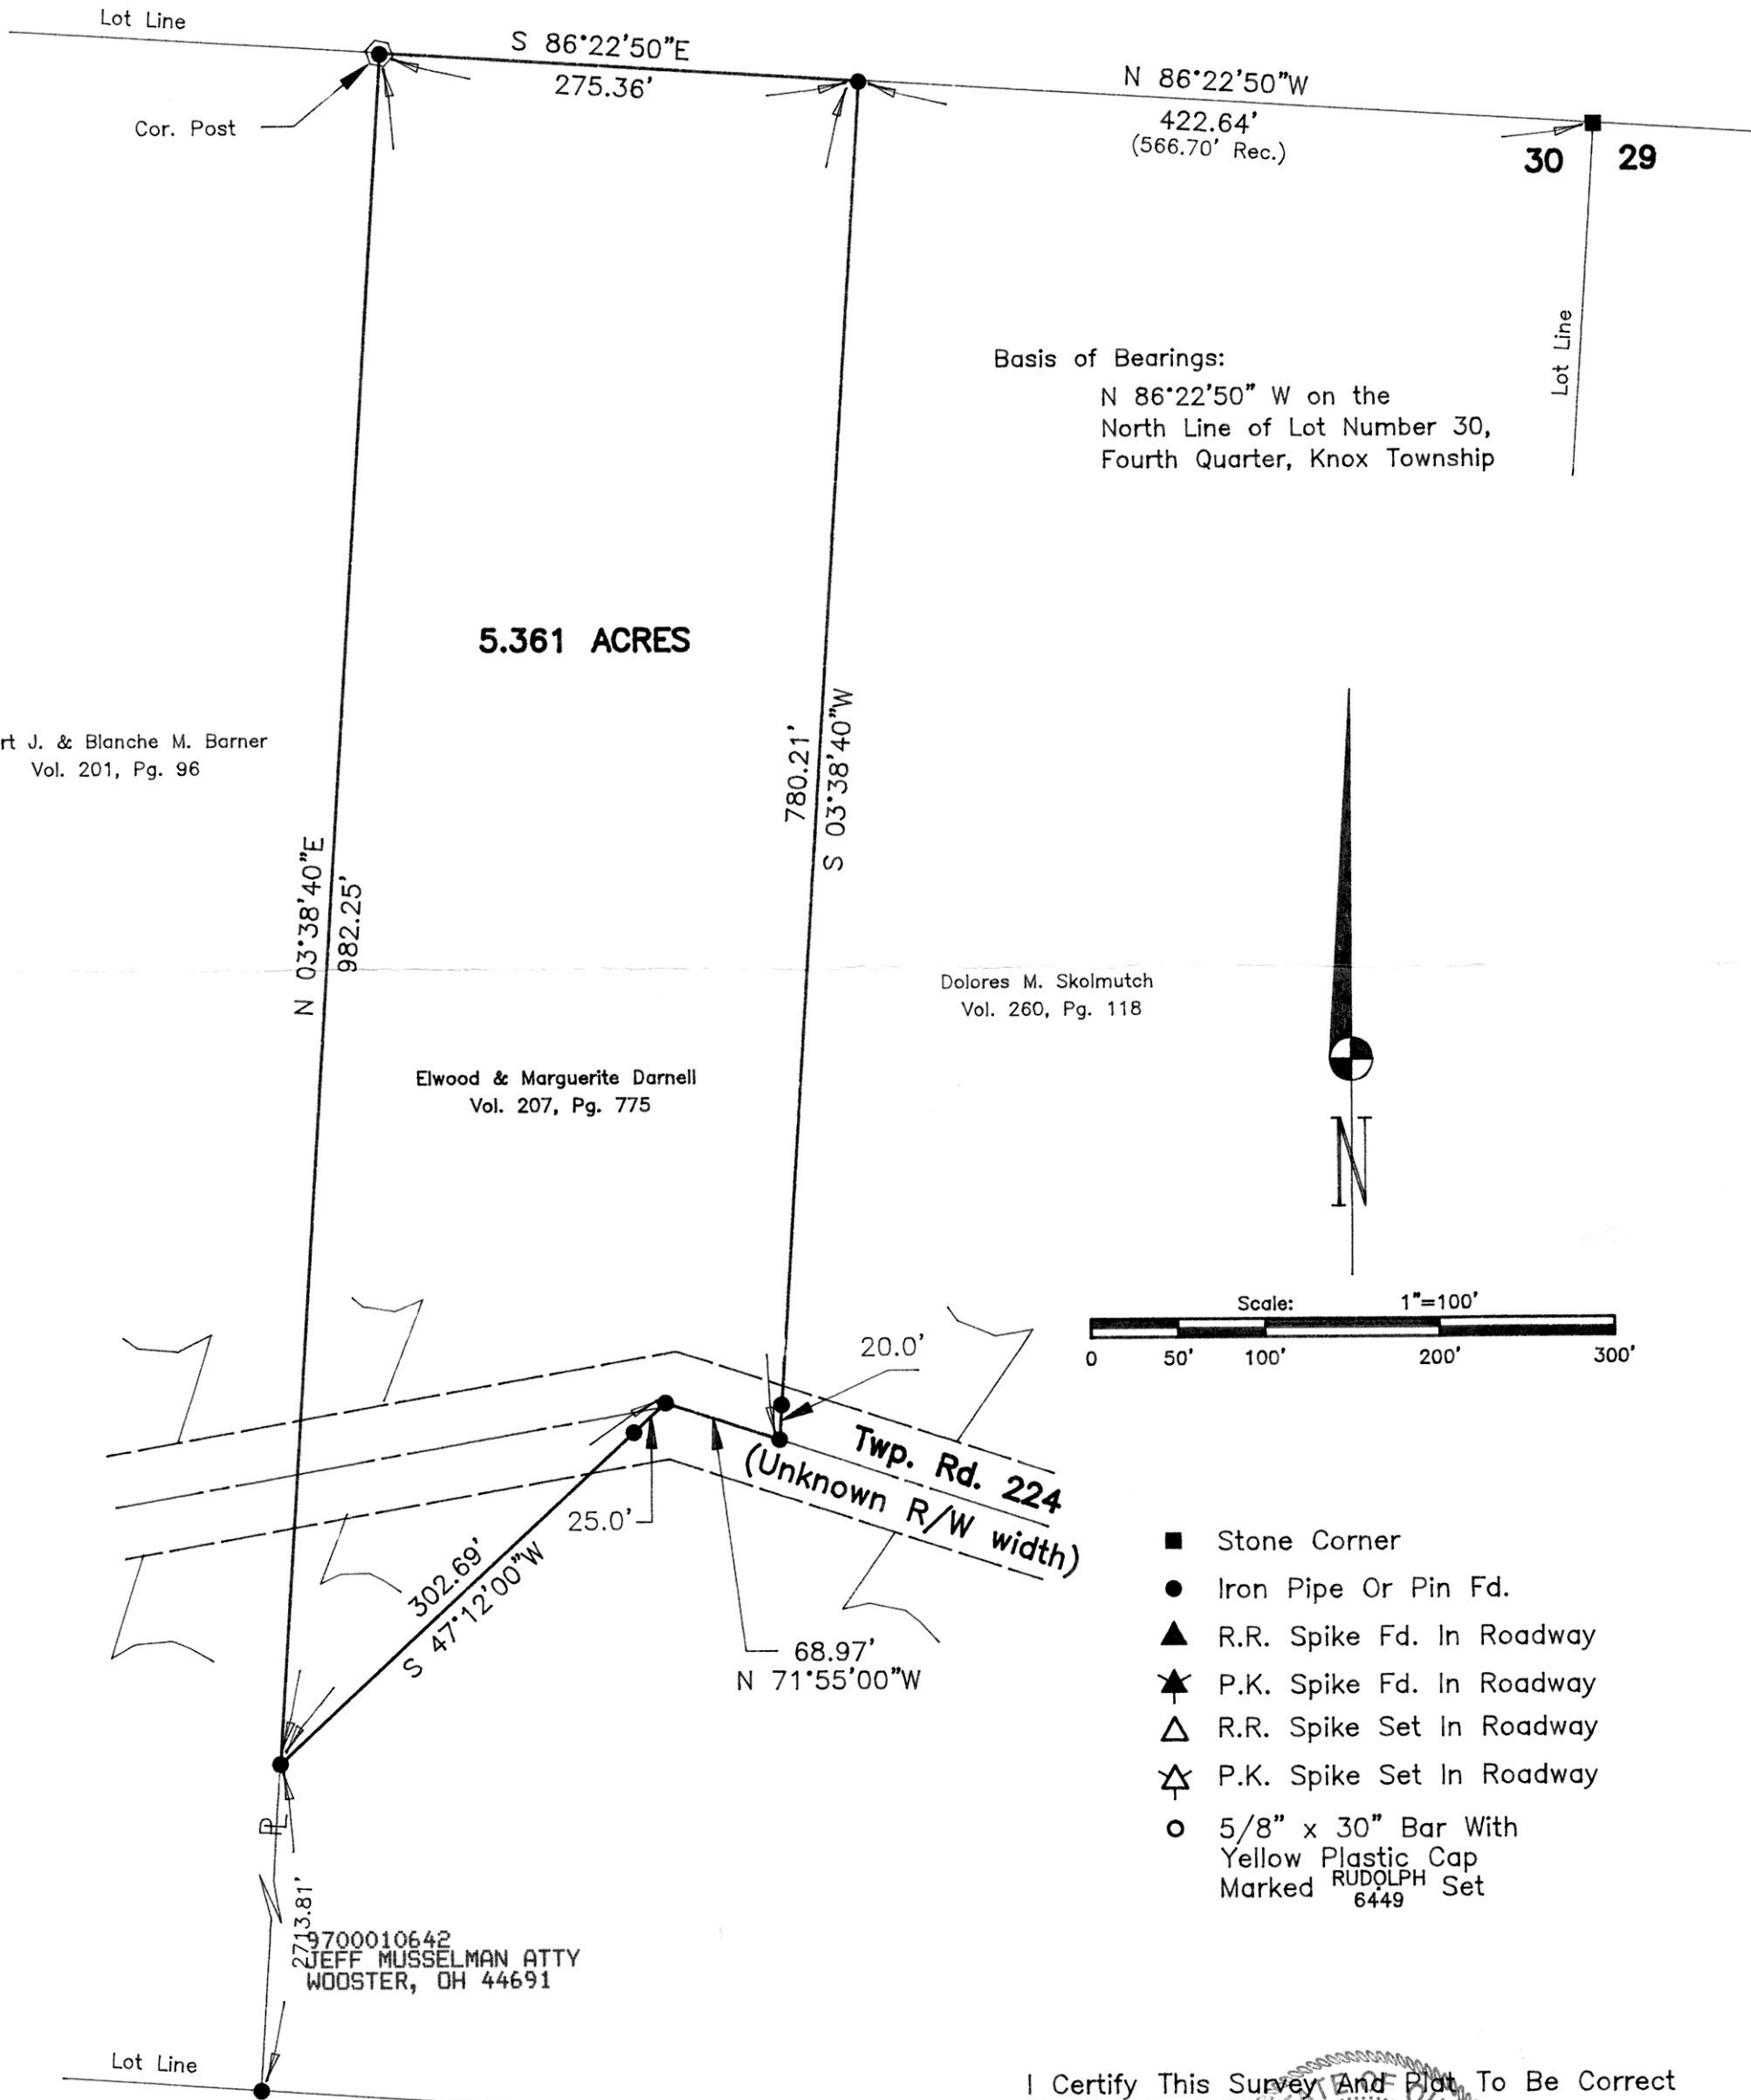 Lot Line
S 86°22'50"E
275.36'
N 86°22'50"W
422.64'
(566.70' Rec.)
Cor. Post
30 29
Lot Line
Basis of Bearings:
N 86°22'50" W on the
North Line of Lot Number 30,
Fourth Quarter, Knox Township
5.361 ACRES
rt J. & Blanche M. Barner
Vol. 201, Pg. 96
780.21'
S 03°38'40"W
N 03°38'40"E
982.25'
Dolores M. Skolmutch
Vol. 260, Pg. 118
Elwood & Marguerite Darnell
Vol. 207, Pg. 775
N
Scale: 1"=100'
0 50' 100' 200' 300'
20.0'
Twp. Rd. 224
(Unknown R/W width)
25.0'
302.69'
S 47°12'00"W
68.97'
N 71°55'00"W
Stone Corner
Iron Pipe Or Pin Fd.
R.R. Spike Fd. In Roadway
P.K. Spike Fd. In Roadway
R.R. Spike Set In Roadway
P.K. Spike Set In Roadway
5/8" x 30" Bar With
Yellow Plastic Cap
Marked RUDOLPH 6449 Set
PL
2713.81'
9700010642
JEFF MUSSELMAN ATTY
WOOSTER, OH 44691
Lot Line
I Certify This Survey And Plat To Be Correct